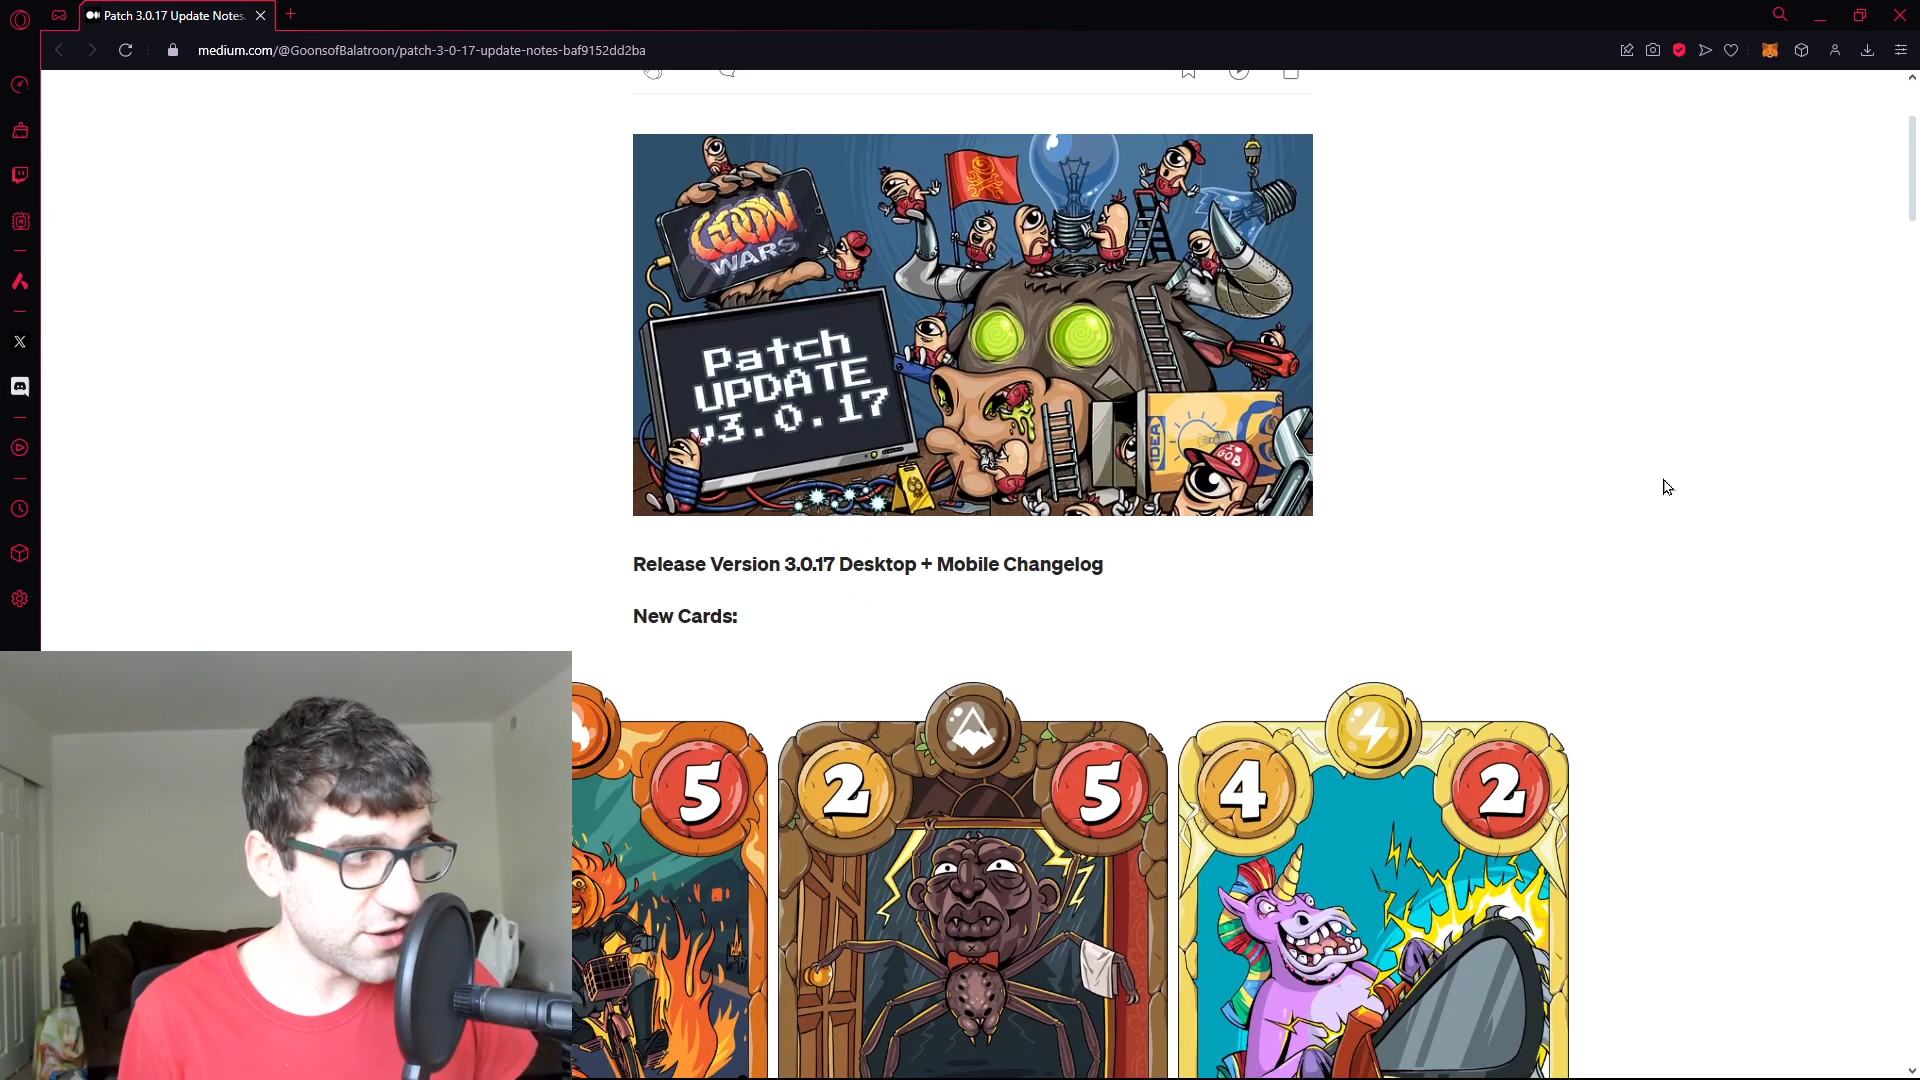 Patch 3.0.17 Update Notes.
medium.com/@GoonsofBalatroon/patch-3-0-17-update-notes-baf9152dd2ba
GOON
WARS
Patch
UPDATE
v3.0.17
IDEA
I ♥
GOB
Release Version 3.0.17 Desktop + Mobile Changelog
New Cards:
5
2
5
4
2